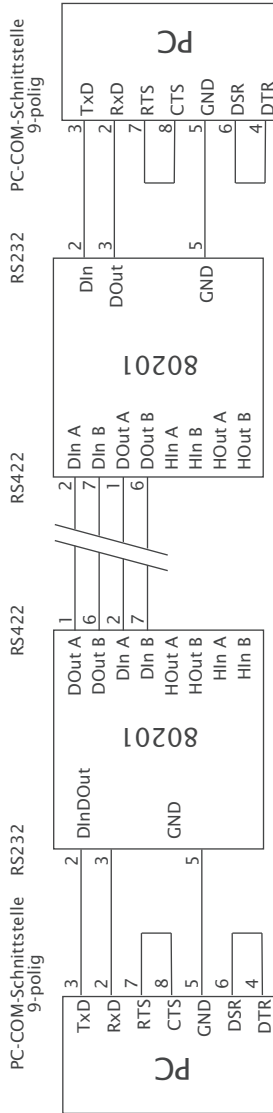 PC-COM-Schnittstelle
9-polig
RS232
RS422
RS422
RS232
PC-COM-Schnittstelle
9-polig
PC
3
TxD
2
RxD
7
RTS
8
CTS
5
GND
6
DSR
4
DTR
80201
2
DInDOut
3
5
GND
1
DOut A
6
DOut B
2
DIn A
7
DIn B
HOut A
HOut B
HIn A
HIn B
80201
2
DIn A
7
DIn B
1
DOut A
6
DOut B
HIn A
HIn B
HOut A
HOut B
2
DIn
3
DOut
5
GND
PC
3
TxD
2
RxD
7
RTS
8
CTS
5
GND
6
DSR
4
DTR